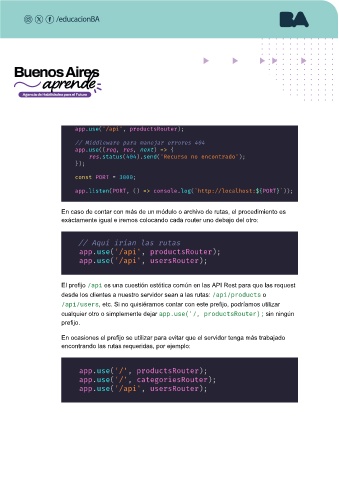 /educacionBA
BA
Buenos Aires
aprende
Agencia de Habilidades para el Futuro
app.use('/api', productsRouter);
// Middleware para manejar errores 404
app.use((req, res, next) => {
res.status(404).send('Recurso no encontrado');
});
const PORT = 3000;
app.listen(PORT, () => console.log(`http://localhost:${PORT}`));
En caso de contar con más de un módulo o archivo de rutas, el procedimiento es
exáctamente igual e iremos colocando cada router uno debajo del otro:
// Aquí irían las rutas
app.use('/api', productsRouter);
app.use('/api', usersRouter);
El prefijo /api es una cuestión estética común en las API Rest para que las request
desde los clientes a nuestro servidor sean a las rutas: /api/products o
/api/users, etc. Si no quisiéramos contar con este prefijo, podríamos utilizar
cualquier otro o simplemente dejar app.use('/, productsRouter); sin ningún
prefijo.
En ocasiones el prefijo se utilizar para evitar que el servidor tenga más trabajado
encontrando las rutas requeridas, por ejemplo:
app.use('/', productsRouter);
app.use('/', categoriesRouter);
app.use('/api', usersRouter);